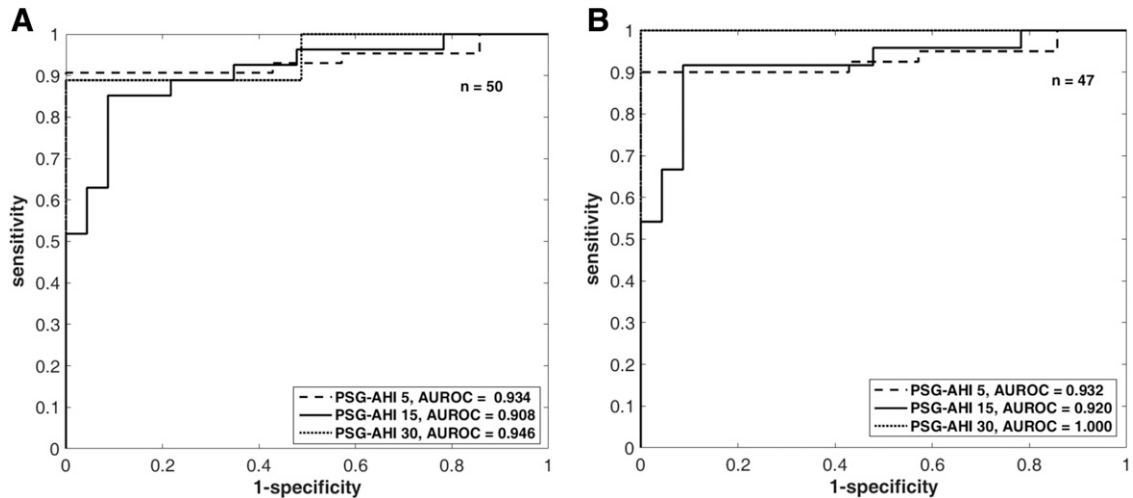 A
1
0.9
0.8
0.7
0.6
0.5
0.4
0.3
0.2
0.1
0
sensitivity
n = 50
PSG-AHI 5, AUROC = 0.934
PSG-AHI 15, AUROC = 0.908
PSG-AHI 30, AUROC = 0.946
0 0.2 0.4 0.6 0.8 1
1-specificity
B
1
0.9
0.8
0.7
0.6
0.5
0.4
0.3
0.2
0.1
0
sensitivity
n = 47
PSG-AHI 5, AUROC = 0.932
PSG-AHI 15, AUROC = 0.920
PSG-AHI 30, AUROC = 1.000
0 0.2 0.4 0.6 0.8 1
1-specificity